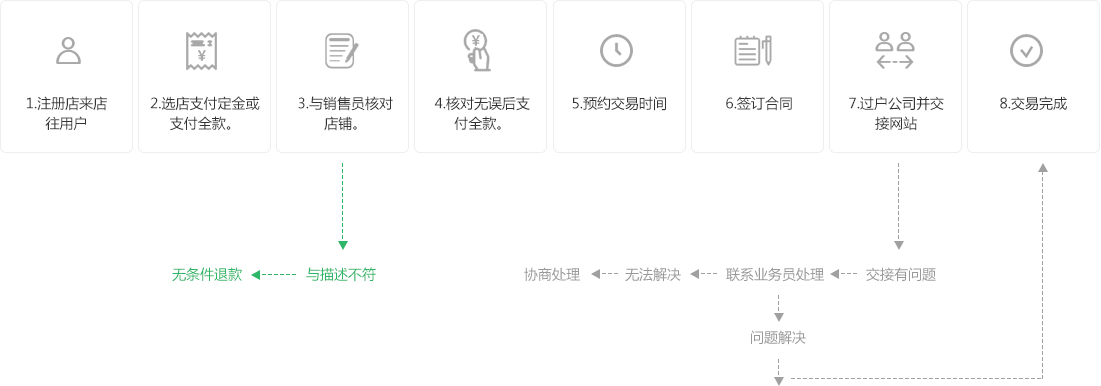 1.注册店来店
往用户
2.选店支付定金或
支付全款。
3.与销售员核对
店铺。
4.核对无误后支
付全款。
5.预约交易时间
6.签订合同
7.过户公司并交
接网站
8.交易完成
无条件退款
与描述不符
协商处理
无法解决
联系业务员处理
交接有问题
问题解决